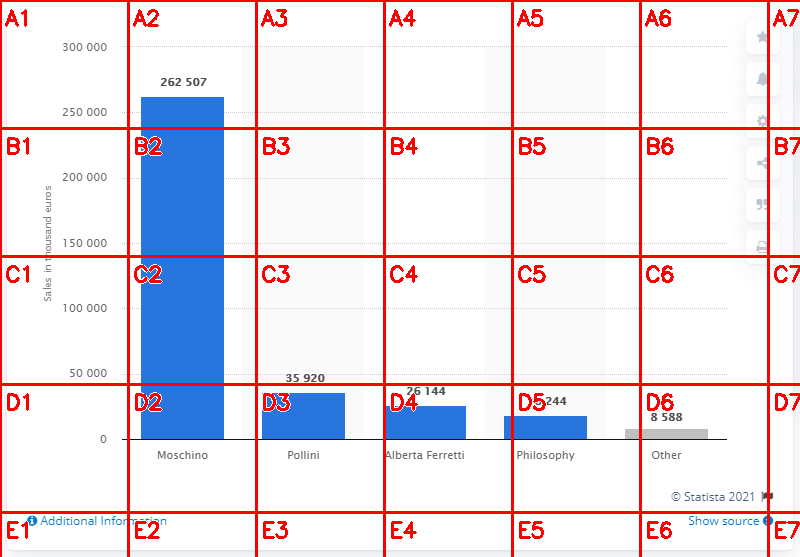 300 000
262 507
250 000
200 000
150 000
100 000
50 000
0
Sales in thousand euros
35 920
26 144
244
8 588
Moschino
Pollini
Alberta Ferretti
Philosophy
Other
© Statista 2021
Additional Information
Show source
A1
A2
A3
A4
A5
A6
A7
B1
B2
B3
B4
B5
B6
B7
C1
C2
C3
C4
C5
C6
C7
D1
D2
D3
D4
D5
D6
D7
E1
E2
E3
E4
E5
E6
E7